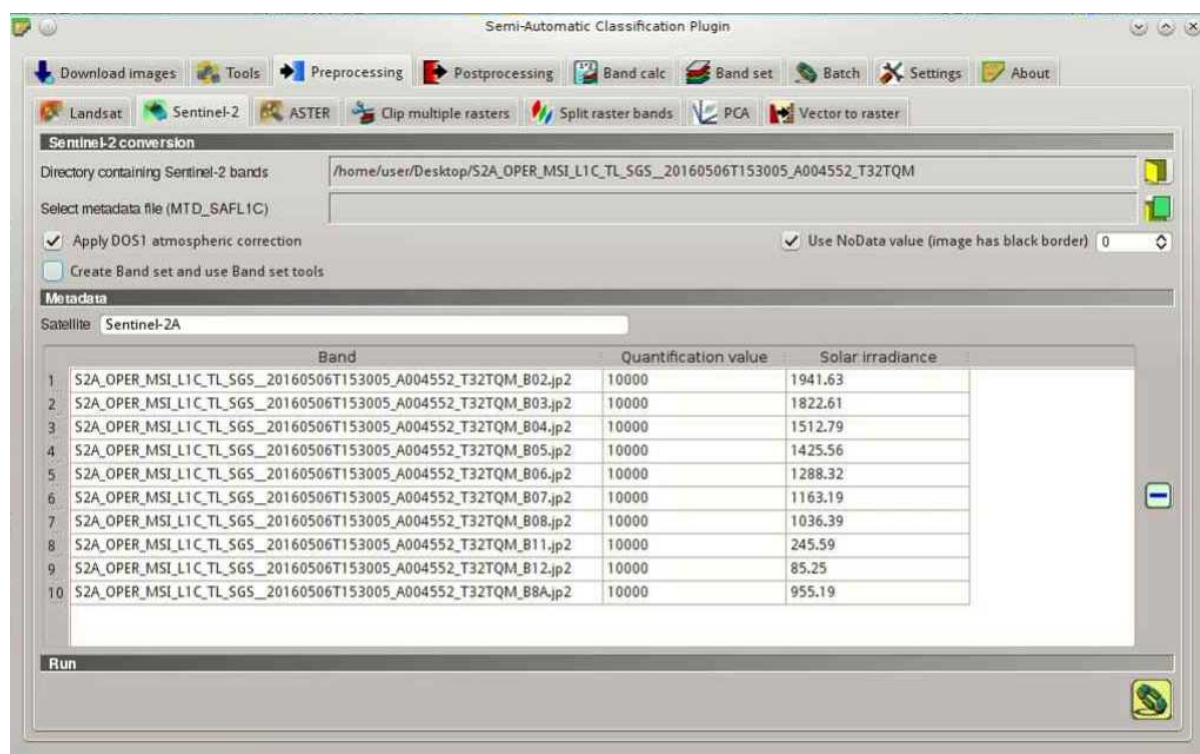 Semi-Automatic Classification Plugin
Download images Tools Preprocessing Postprocessing Band calc Band set Batch Settings About
Landsat Sentinel-2 ASTER Clip multiple rasters Split raster bands PCA Vector to raster
Sentinel-2 conversion
Directory containing Sentinel-2 bands /home/user/Desktop/S2A_OPER_MSI_L1C_TL_SGS__20160506T153005_A004552_T32TQM
Select metadata file (MTD_SAFL1C)
Apply DOS1 atmospheric correction Use NoData value (image has black border) 0
Create Band set and use Band set tools
Metadata
Satellite Sentinel-2A
Band Quantification value Solar irradiance
1 S2A_OPER_MSI_L1C_TL_SGS__20160506T153005_A004552_T32TQM_B02.jp2 10000 1941.63
2 S2A_OPER_MSI_L1C_TL_SGS__20160506T153005_A004552_T32TQM_B03.jp2 10000 1822.61
3 S2A_OPER_MSI_L1C_TL_SGS__20160506T153005_A004552_T32TQM_B04.jp2 10000 1512.79
4 S2A_OPER_MSI_L1C_TL_SGS__20160506T153005_A004552_T32TQM_B05.jp2 10000 1425.56
5 S2A_OPER_MSI_L1C_TL_SGS__20160506T153005_A004552_T32TQM_B06.jp2 10000 1288.32
6 S2A_OPER_MSI_L1C_TL_SGS__20160506T153005_A004552_T32TQM_B07.jp2 10000 1163.19
7 S2A_OPER_MSI_L1C_TL_SGS__20160506T153005_A004552_T32TQM_B08.jp2 10000 1036.39
8 S2A_OPER_MSI_L1C_TL_SGS__20160506T153005_A004552_T32TQM_B11.jp2 10000 245.59
9 S2A_OPER_MSI_L1C_TL_SGS__20160506T153005_A004552_T32TQM_B12.jp2 10000 85.25
10 S2A_OPER_MSI_L1C_TL_SGS__20160506T153005_A004552_T32TQM_B8A.jp2 10000 955.19
Run